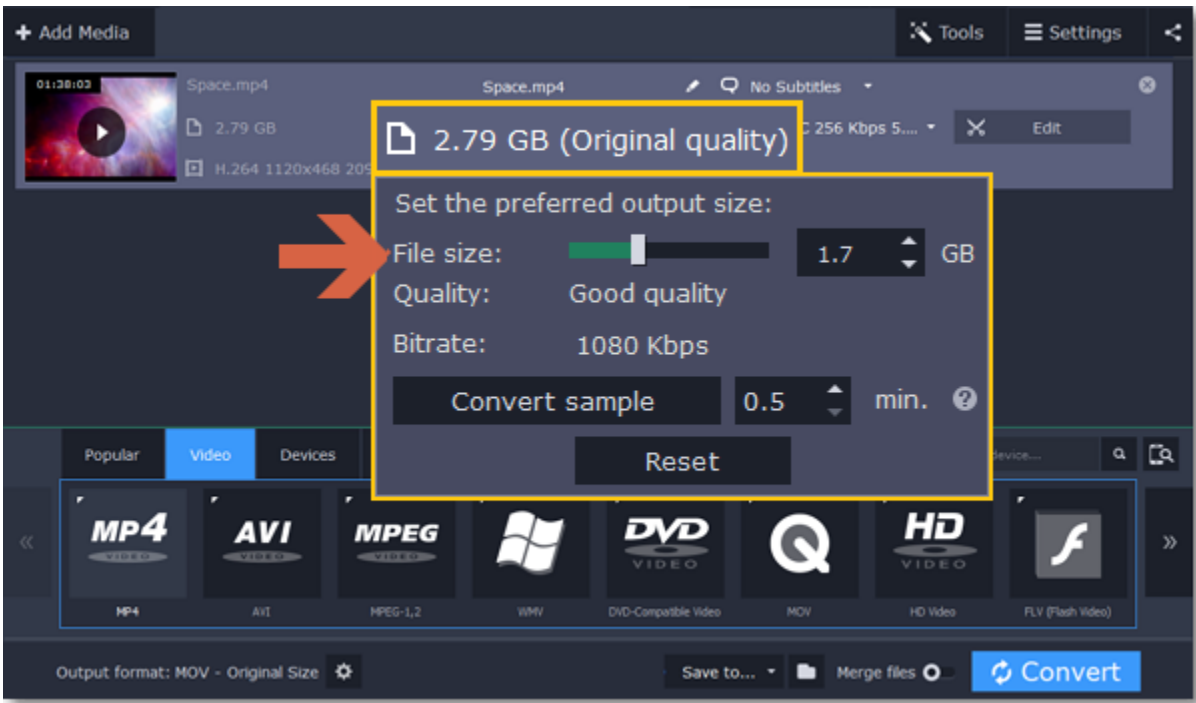 Add Media
Tools
Settings
01:38:03
Space.mp4
Space.mp4
No Subtitles
2.79 GB
2.79 GB (Original quality)
C 256 Kbps 5....
Edit
H.264 1120x468 209
Set the preferred output size:
File size:
1.7
GB
Quality:
Good quality
Bitrate:
1080 Kbps
Convert sample
0.5
min.
Reset
Popular
Video
Devices
device...
MP4
VIDEO
AVI
VIDEO
MPEG
VIDEO
DVD
VIDEO
HD
VIDEO
MP4
AVI
MPEG-1,2
WMV
DVD-Compatible Video
MOV
HD Video
FLV (Flash Video)
Output format: MOV - Original Size
Save to...
Merge files
Convert